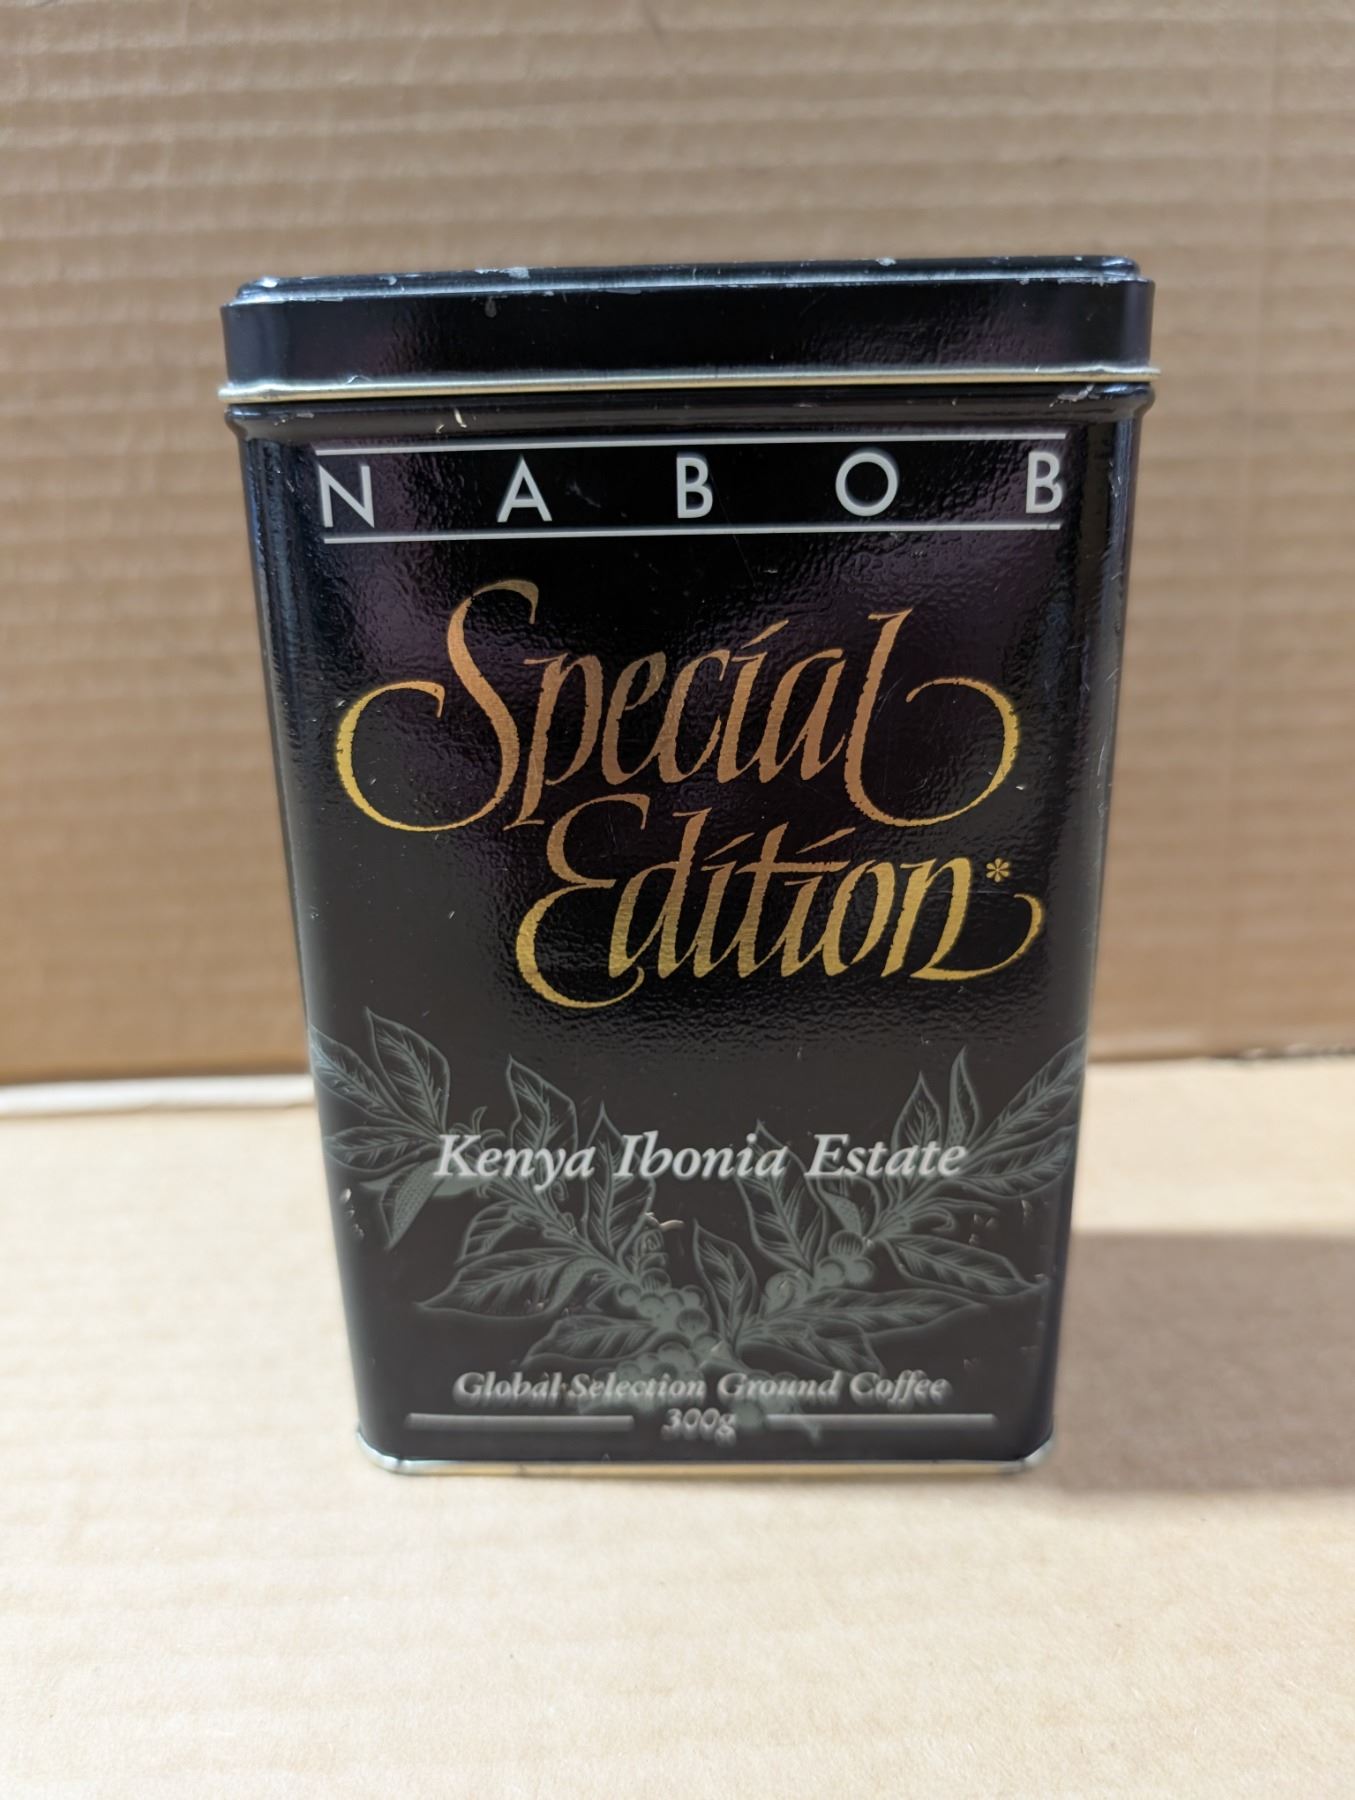 NABOB
Special
Edition*
Kenya Ibonia Estate
Global Selection Ground Coffee
300g